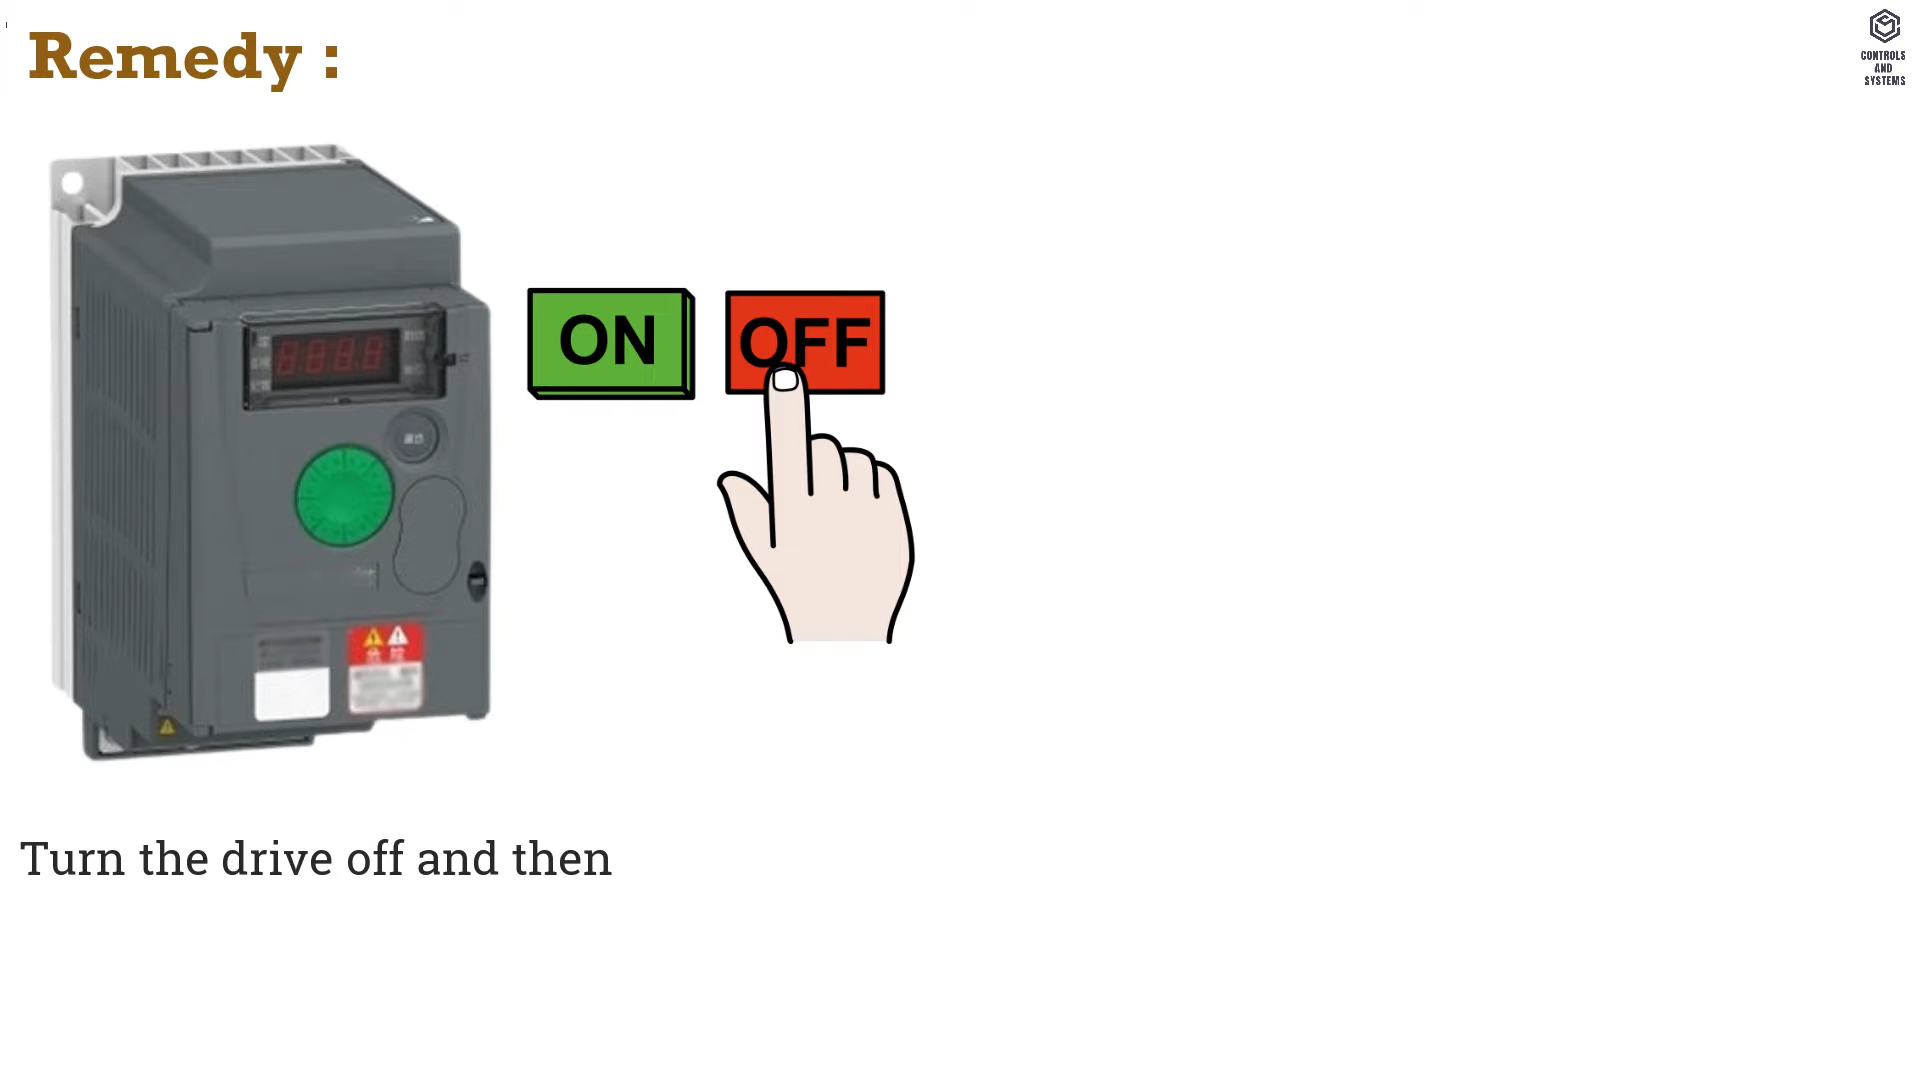 Remedy :
CONTROLS
AND
SYSTEMS
ON
OFF
Turn the drive off and then